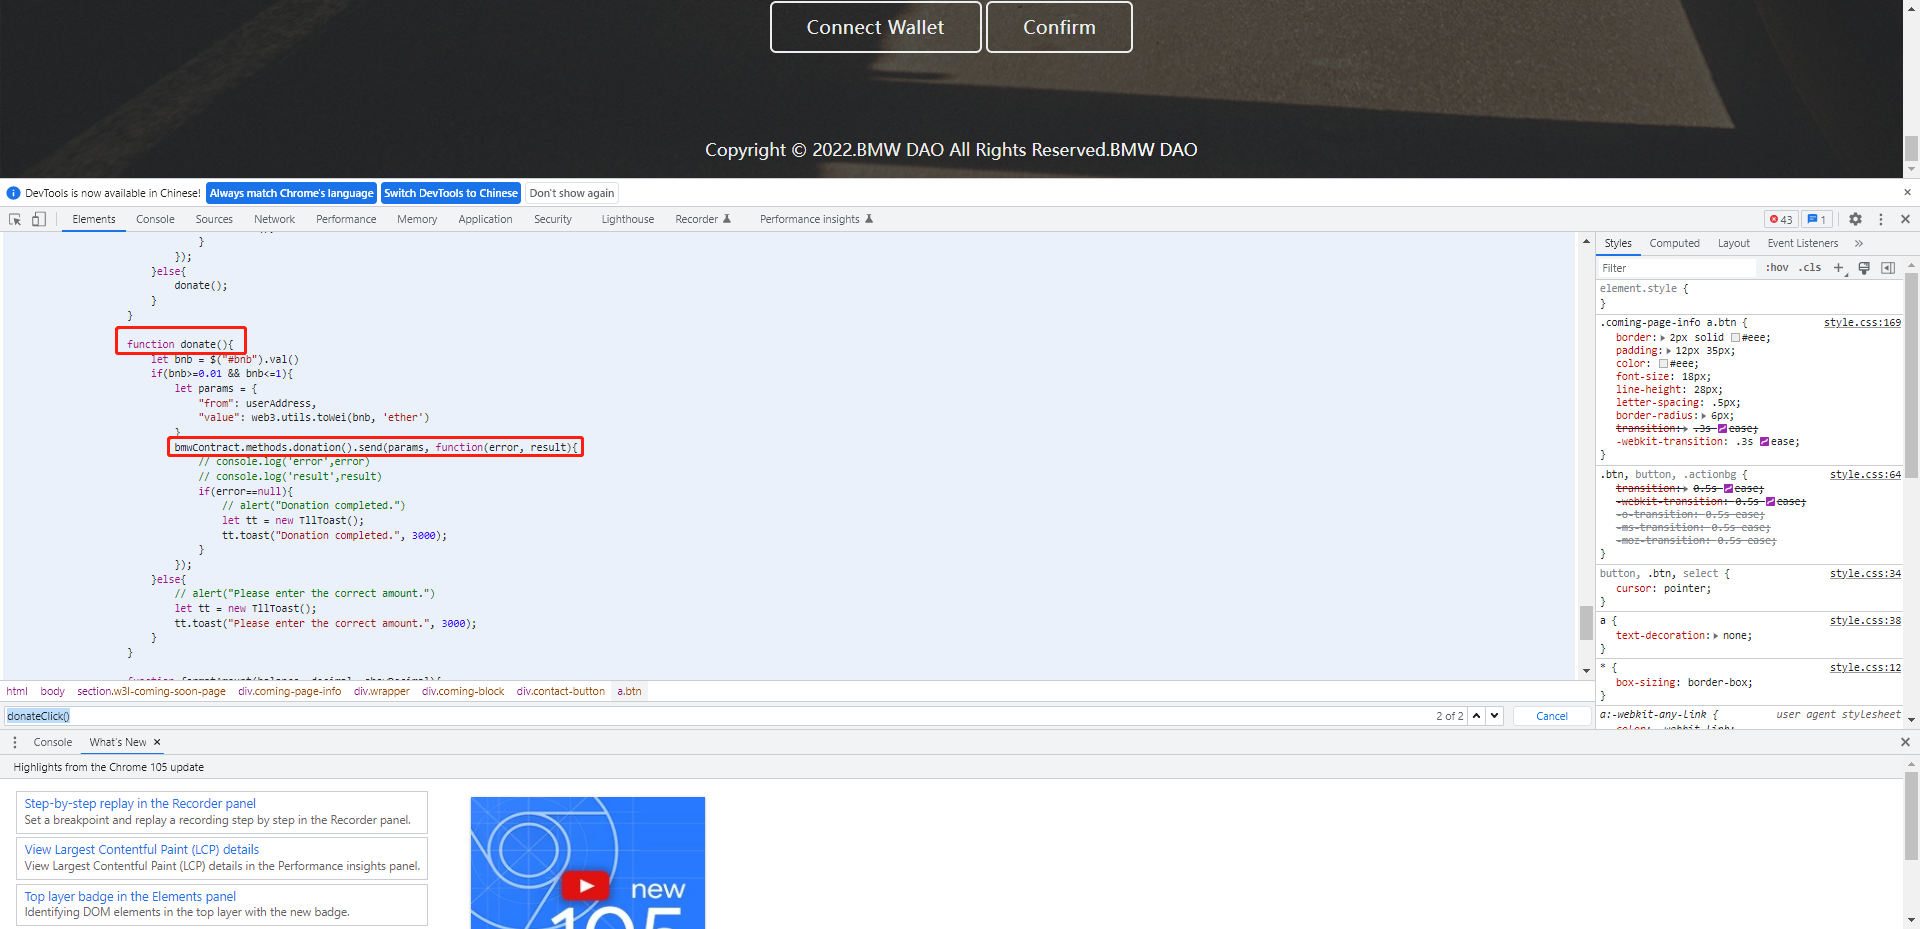 Connect Wallet
Confirm
Copyright © 2022.BMW DAO All Rights Reserved.BMW DAO
DevTools is now available in Chinese!
Always match Chrome's language
Switch DevTools to Chinese
Don't show again
Elements
Console
Sources
Network
Performance
Memory
Application
Security
Lighthouse
Recorder
Performance insights
43
1
}
});
}else{
donate();
}
}
function donate(){
let bnb = $("#bnb").val()
if(bnb>=0.01 && bnb<=1){
let params = {
"from": userAddress,
"value": web3.utils.toWei(bnb, 'ether')
}
bmwContract.methods.donation().send(params, function(error, result){
// console.log('error',error)
// console.log('result',result)
if(error==null){
// alert("Donation completed.")
let tt = new TllToast();
tt.toast("Donation completed.", 3000);
}
});
}else{
// alert("Please enter the correct amount.")
let tt = new TllToast();
tt.toast("Please enter the correct amount.", 3000);
}
}
html
body
section.w3l-coming-soon-page
div.coming-page-info
div.wrapper
div.coming-block
div.contact-button
a.btn
donateClick()
2 of 2
Cancel
Styles
Computed
Layout
Event Listeners
»
Filter
:hov
.cls
+
element.style {
}
.coming-page-info a.btn {
style.css:169
border: 2px solid #eee;
padding: 12px 35px;
color: #eee;
font-size: 18px;
line-height: 28px;
letter-spacing: .5px;
border-radius: 6px;
transition: .3s ease;
-webkit-transition: .3s ease;
}
.btn, button, .actionbg {
style.css:64
transition: 0.5s ease;
-webkit-transition: 0.5s ease;
-o-transition: 0.5s ease;
-ms-transition: 0.5s ease;
-moz-transition: 0.5s ease;
}
button, .btn, select {
style.css:34
cursor: pointer;
}
a {
style.css:38
text-decoration: none;
}
* {
style.css:12
box-sizing: border-box;
}
a:-webkit-any-link {
user agent stylesheet
Console
What's New
Highlights from the Chrome 105 update
Step-by-step replay in the Recorder panel
Set a breakpoint and replay a recording step by step in the Recorder panel.
View Largest Contentful Paint (LCP) details
View Largest Contentful Paint (LCP) details in the Performance insights panel.
Top layer badge in the Elements panel
Identifying DOM elements in the top layer with the new badge.
new
105